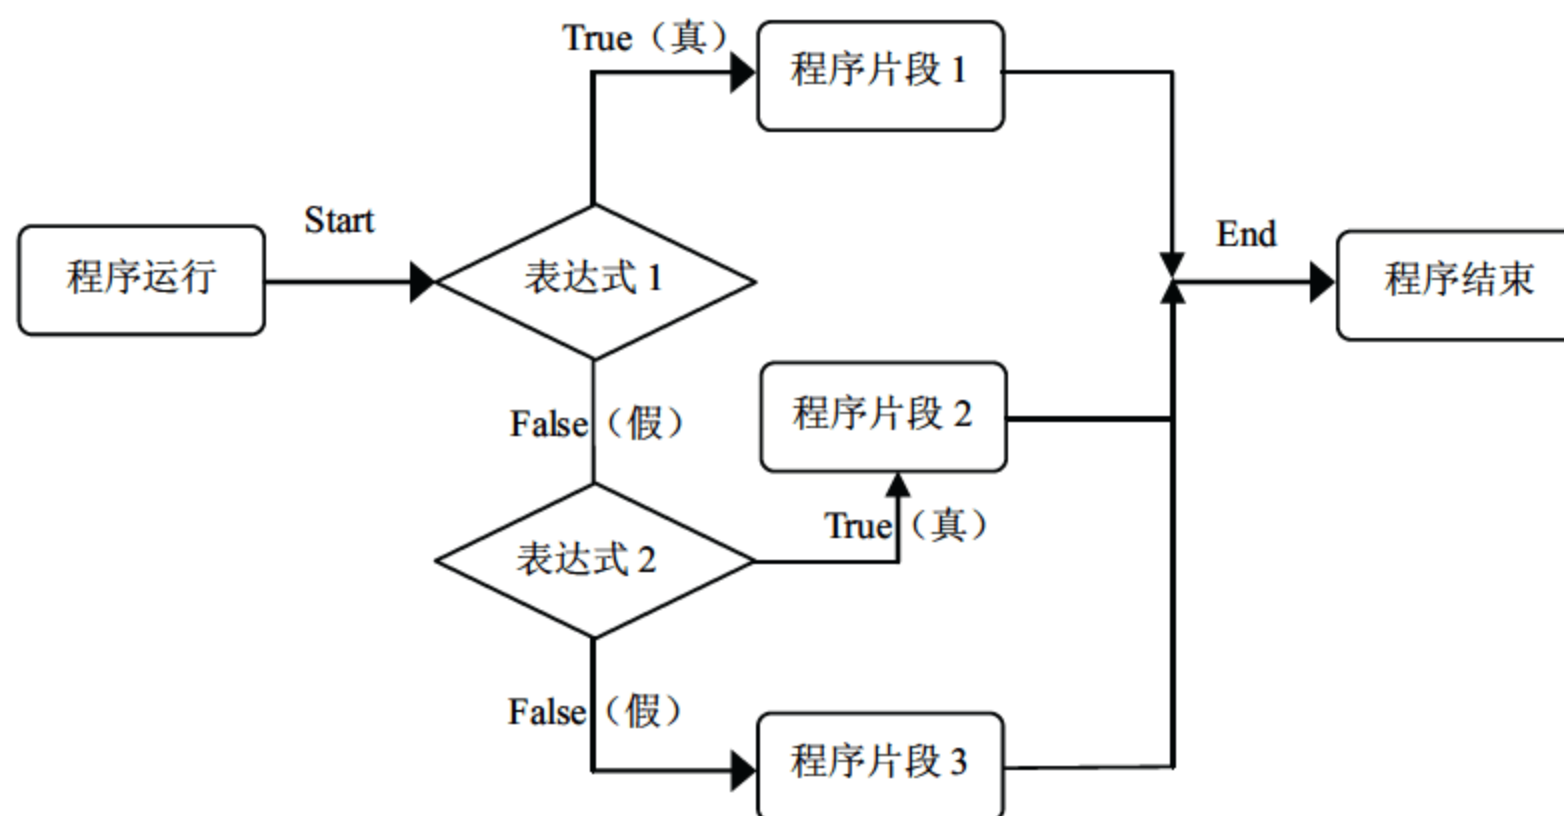 True（真）
程序片段 1
Start
End
程序运行
表达式 1
程序结束
False（假）
程序片段 2
True（真）
表达式 2
False（假）
程序片段 3